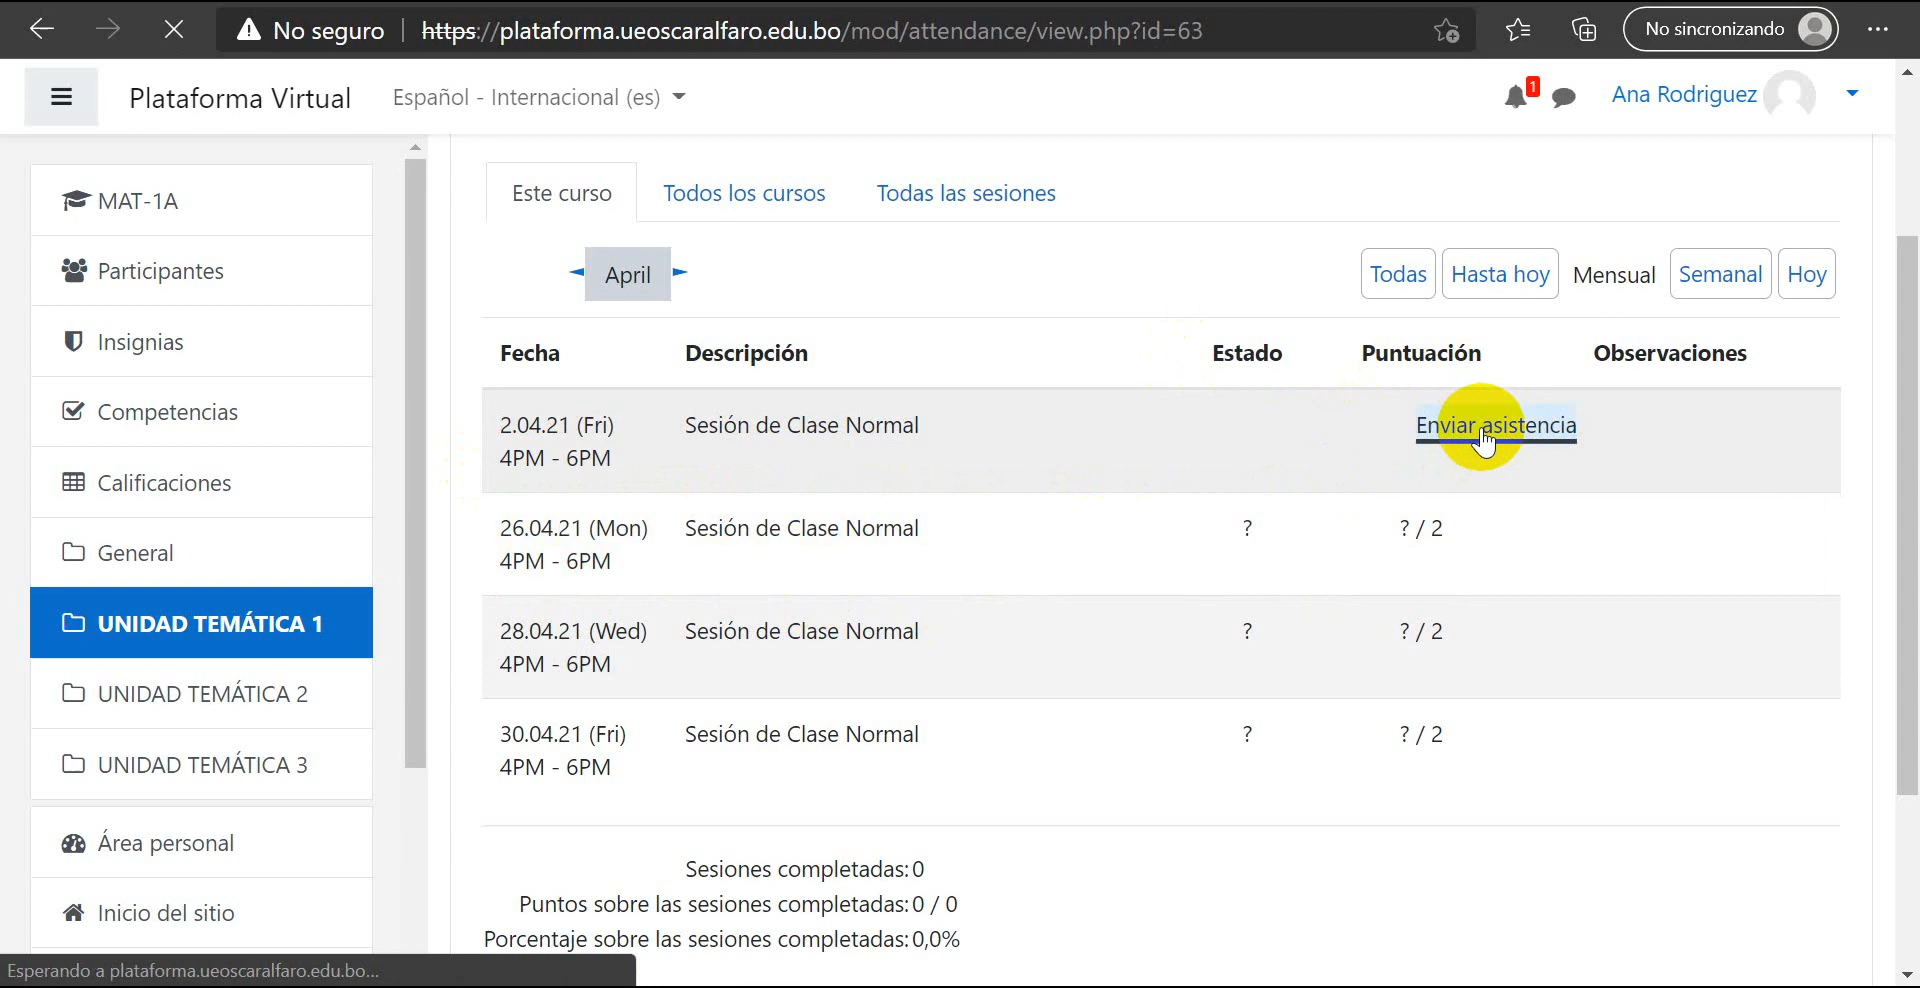 No seguro
https://plataforma.ueoscaralfaro.edu.bo/mod/attendance/view.php?id=63
No sincronizando
Plataforma Virtual
Español - Internacional (es)
1
Ana Rodriguez
MAT-1A
Participantes
Insignias
Competencias
Calificaciones
General
UNIDAD TEMÁTICA 1
UNIDAD TEMÁTICA 2
UNIDAD TEMÁTICA 3
Área personal
Inicio del sitio
Este curso Todos los cursos Todas las sesiones
April
Todas Hasta hoy Mensual Semanal Hoy
Fecha Descripción Estado Puntuación Observaciones
2.04.21 (Fri) Sesión de Clase Normal Enviar asistencia
4PM - 6PM
26.04.21 (Mon) Sesión de Clase Normal ? ? / 2
4PM - 6PM
28.04.21 (Wed) Sesión de Clase Normal ? ? / 2
4PM - 6PM
30.04.21 (Fri) Sesión de Clase Normal ? ? / 2
4PM - 6PM
Sesiones completadas: 0
Puntos sobre las sesiones completadas: 0 / 0
Porcentaje sobre las sesiones completadas: 0,0%
Esperando a plataforma.ueoscaralfaro.edu.bo...